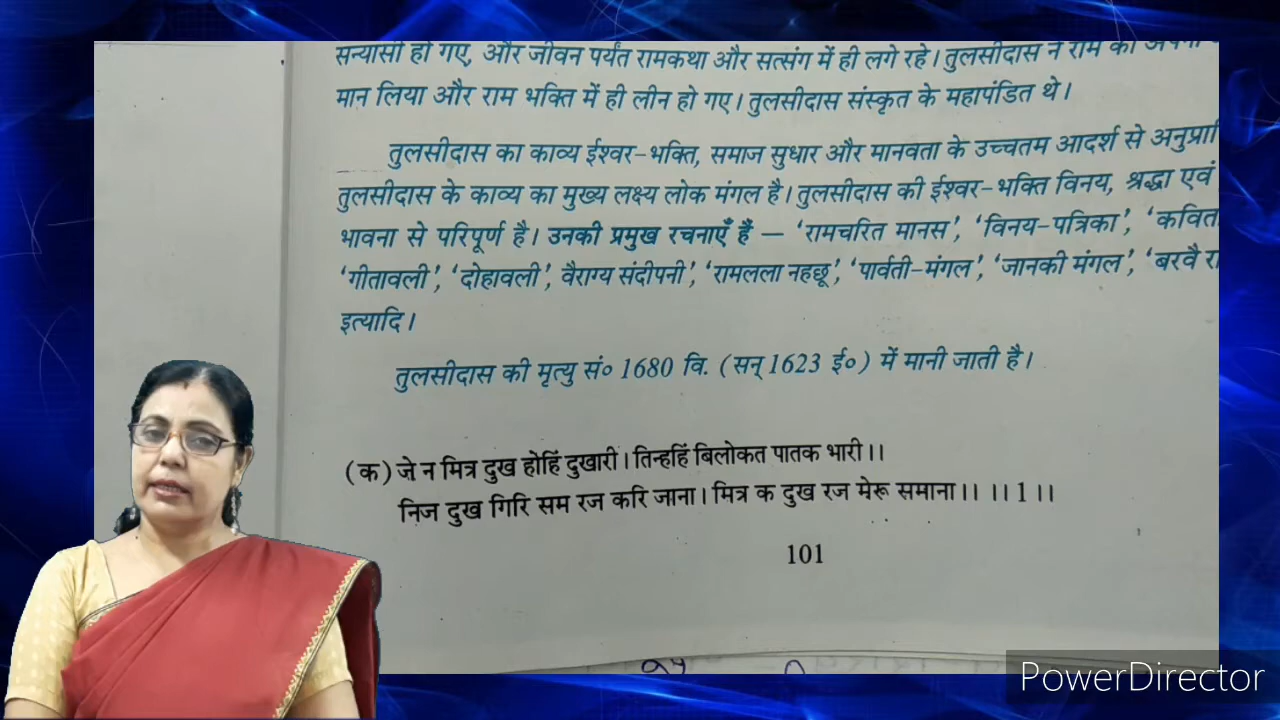 सन्यासी हो गए, और जीवन पर्यंत रामकथा और सत्संग में ही लगे रहे। तुलसीदास ने राम को अपना
मान लिया और राम भक्ति में ही लीन हो गए। तुलसीदास संस्कृत के महापंडित थे।
तुलसीदास का काव्य ईश्वर-भक्ति, समाज सुधार और मानवता के उच्चतम आदर्श से
तुलसीदास के काव्य का मुख्य लक्ष्य लोक मंगल है। तुलसीदास की ईश्वर-भक्ति विनय, श्रद्धा एवं
भावना से परिपूर्ण है। उनकी प्रमुख रचनाएँ हैं — 'रामचरित मानस', 'विनय-पत्रिका',
'गीतावली', 'दोहावली', वैराग्य संदीपनी', 'रामलला नहछू', 'पार्वती-मंगल', 'जानकी मंगल', 'बरवै
इत्यादि।
तुलसीदास की मृत्यु सं० 1680 वि. (सन् 1623 ई०) में मानी जाती है।
(क) जे न मित्र दुख होहिं दुखारी। तिन्हहिं बिलोकत पातक भारी।।
निज दुख गिरि सम रज करि जाना। मित्र क दुख रज मेरू समाना।। ।।1।।
101
PowerDirector